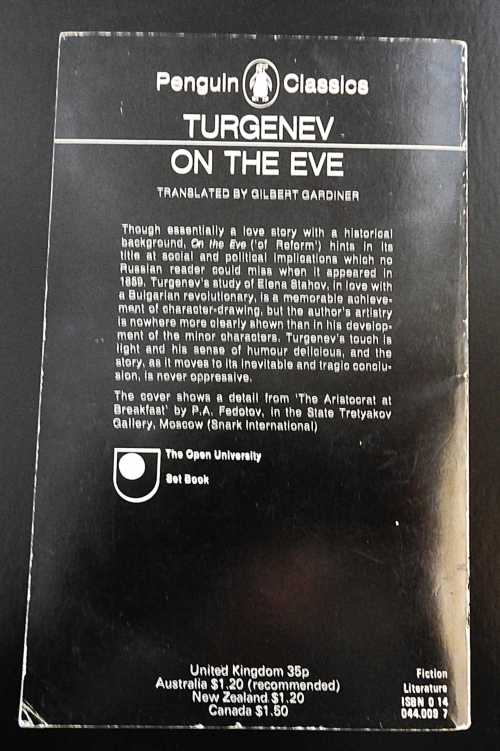 Penguin Classics
TURGENEV
ON THE EVE
TRANSLATED BY GILBERT GARDINER
Though essentially a love story with a historical
background, On the Eve ('of Reform') hints in its
title at social and political implications which no
Russian reader could miss when it appeared in
1859. Turgenev's study of Elena Stahov, in love with
a Bulgarian revolutionary, is a memorable achieve-
ment of character-drawing, but the author's artistry
is nowhere more clearly shown than in his develop-
ment of the minor characters. Turgenev's touch is
light and his sense of humour delicious, and the
story, as it moves to its inevitable and tragic conclu-
sion, is never oppressive.
The cover shows a detail from 'The Aristocrat at
Breakfast' by P.A. Fedotov, in the State Tretyakov
Gallery, Moscow (Snark International)
The Open University
Set Book
United Kingdom 35p
Australia $1.20 (recommended)
New Zealand $1.20
Canada $1.50
Fiction
Literature
ISBN 0 14
044.009 7